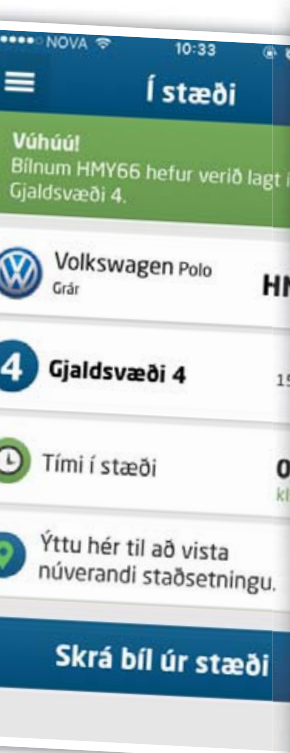 NOVA 10:33
Í stæði
Vúhúú!
Bílnum HMY66 hefur verið lagt í
Gjaldsvæði 4.
Volkswagen Polo
Grár
4 Gjaldsvæði 4
Tími í stæði
Ýttu hér til að vista
núverandi staðsetningu.
Skrá bíl úr stæði